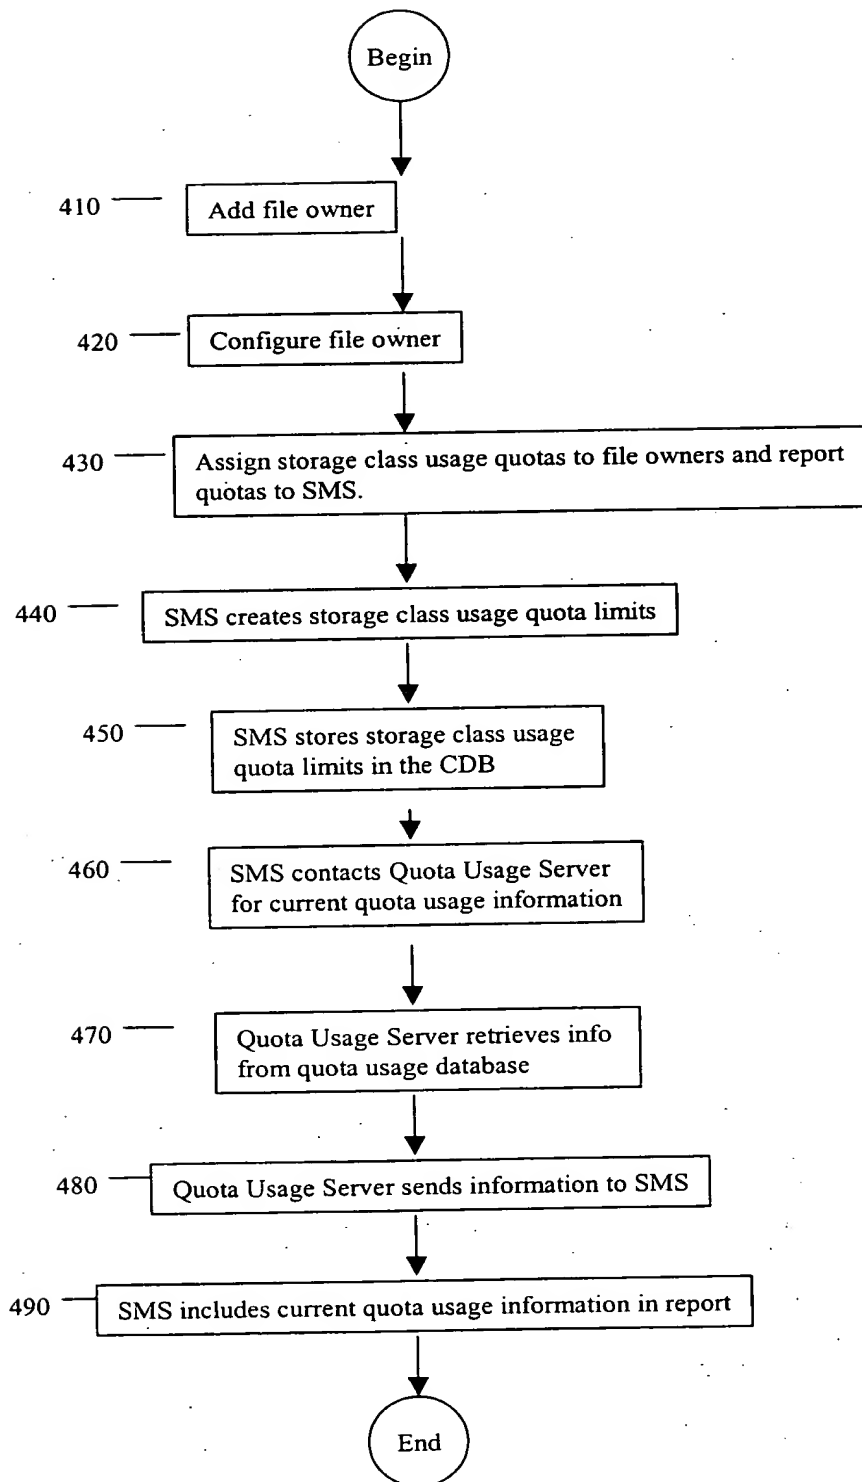 Begin
410
Add file owner
420
Configure file owner
430
Assign storage class usage quotas to file owners and report
quotas to SMS.
440
SMS creates storage class usage quota limits
450
SMS stores storage class usage
quota limits in the CDB
460
SMS contacts Quota Usage Server
for current quota usage information
470
Quota Usage Server retrieves info
from quota usage database
480
Quota Usage Server sends information to SMS
490
SMS includes current quota usage information in report
End